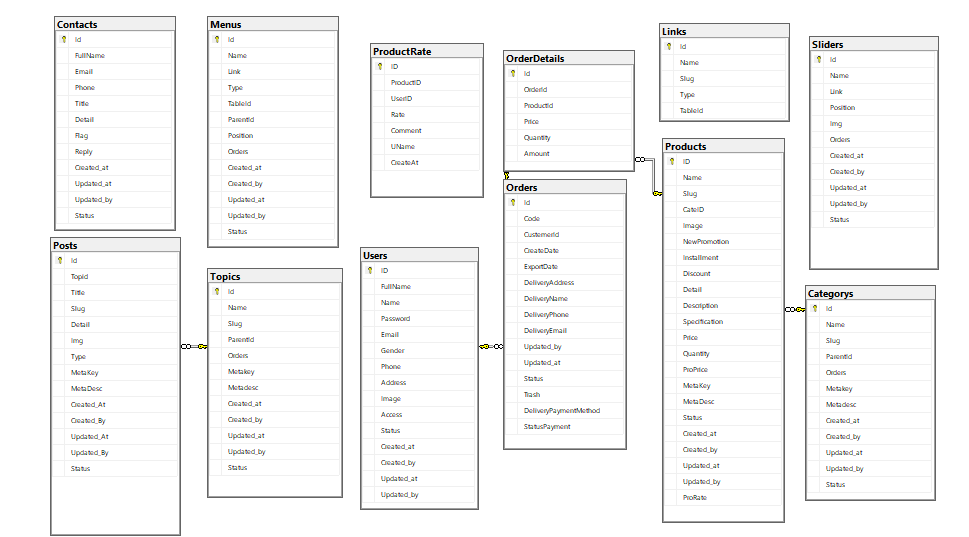 Contacts
Id
FullName
Email
Phone
Title
Detail
Flag
Reply
Created_at
Updated_at
Updated_by
Status
Menus
Id
Name
Link
Type
TableId
ParentId
Position
Orders
Created_at
Created_by
Updated_at
Updated_by
Status
ProductRate
ID
ProductID
UserID
Rate
Comment
UName
CreateAt
OrderDetails
Id
OrderId
ProductId
Price
Quantity
Amount
Links
Id
Name
Slug
Type
TableId
Sliders
Id
Name
Link
Position
Img
Orders
Created_at
Created_by
Updated_at
Updated_by
Status
Posts
Id
TopId
Title
Slug
Detail
Img
Type
MetaKey
MetaDesc
Created_At
Created_By
Updated_At
Updated_By
Status
Topics
Id
Name
Slug
ParentId
Orders
Metakey
Metadesc
Created_at
Created_by
Updated_at
Updated_by
Status
Users
ID
FullName
Name
Password
Email
Gender
Phone
Address
Image
Access
Status
Created_at
Created_by
Updated_at
Updated_by
Orders
Id
Code
CustemerId
CreateDate
ExportDate
DeliveryAddress
DeliveryName
DeliveryPhone
DeliveryEmail
Updated_by
Updated_at
Status
Trash
DeliveryPaymentMethod
StatusPayment
Products
ID
Name
Slug
CateID
Image
NewPromotion
Installment
Discount
Detail
Description
Specification
Price
Quantity
ProPrice
MetaKey
MetaDesc
Status
Created_at
Created_by
Updated_at
Updated_by
ProRate
Categorys
Id
Name
Slug
ParentId
Orders
Metakey
Metadesc
Created_at
Created_by
Updated_at
Updated_by
Status